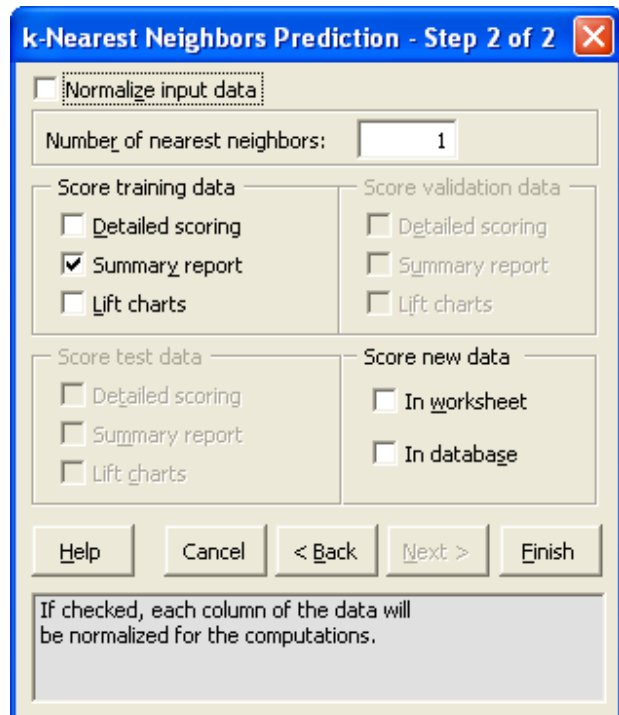 k-Nearest Neighbors Prediction - Step 2 of 2
Normalize input data
Number of nearest neighbors: 1
Score training data
Detailed scoring
Summary report
Lift charts
Score validation data
Detailed scoring
Summary report
Lift charts
Score test data
Detailed scoring
Summary report
Lift charts
Score new data
In worksheet
In database
Help Cancel < Back Next > Finish
If checked, each column of the data will
be normalized for the computations.